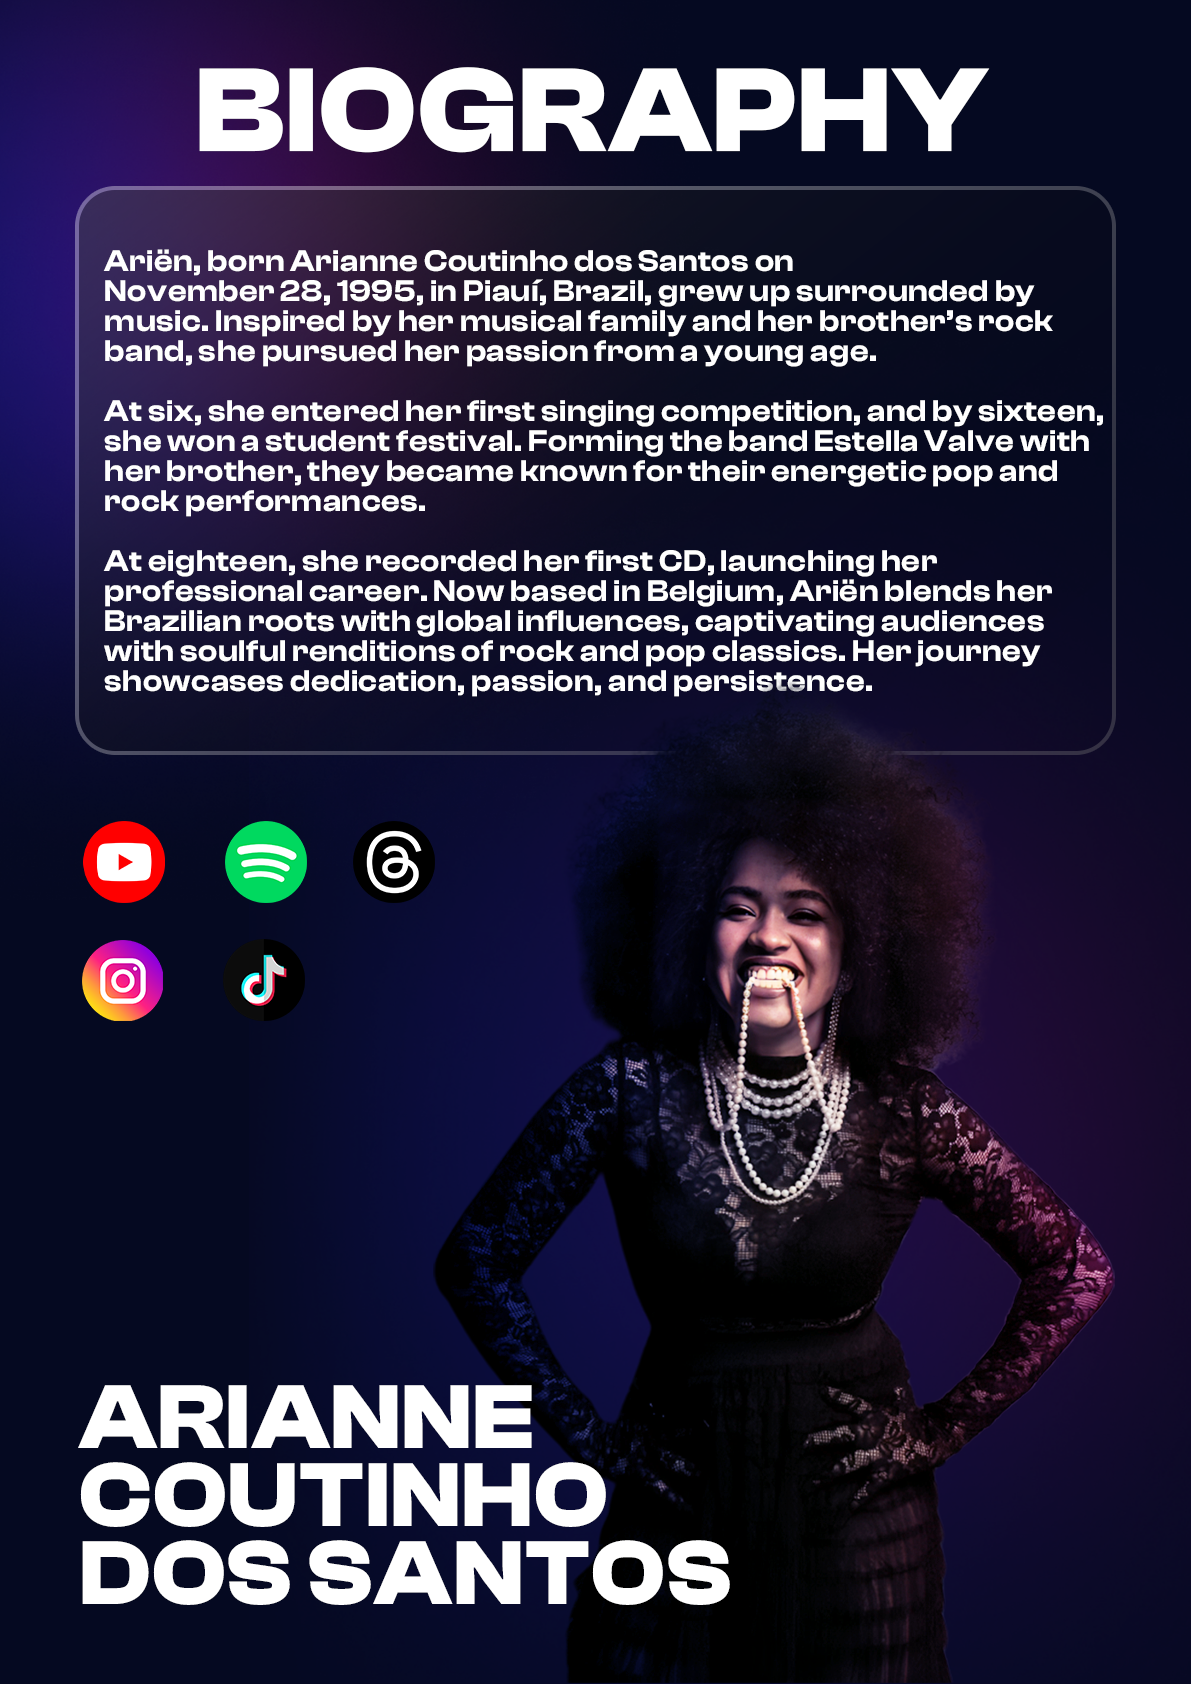 BIOGRAPHY
Ariën, born Arianne Coutinho dos Santos on
November 28, 1995, in Piauí, Brazil, grew up surrounded by
music. Inspired by her musical family and her brother’s rock
band, she pursued her passion from a young age.
At six, she entered her first singing competition, and by sixteen,
she won a student festival. Forming the band Estella Valve with
her brother, they became known for their energetic pop and
rock performances.
At eighteen, she recorded her first CD, launching her
professional career. Now based in Belgium, Ariën blends her
Brazilian roots with global influences, captivating audiences
with soulful renditions of rock and pop classics. Her journey
showcases dedication, passion, and persistence.
ARIANNE
COUTINHO
DOS SANTOS